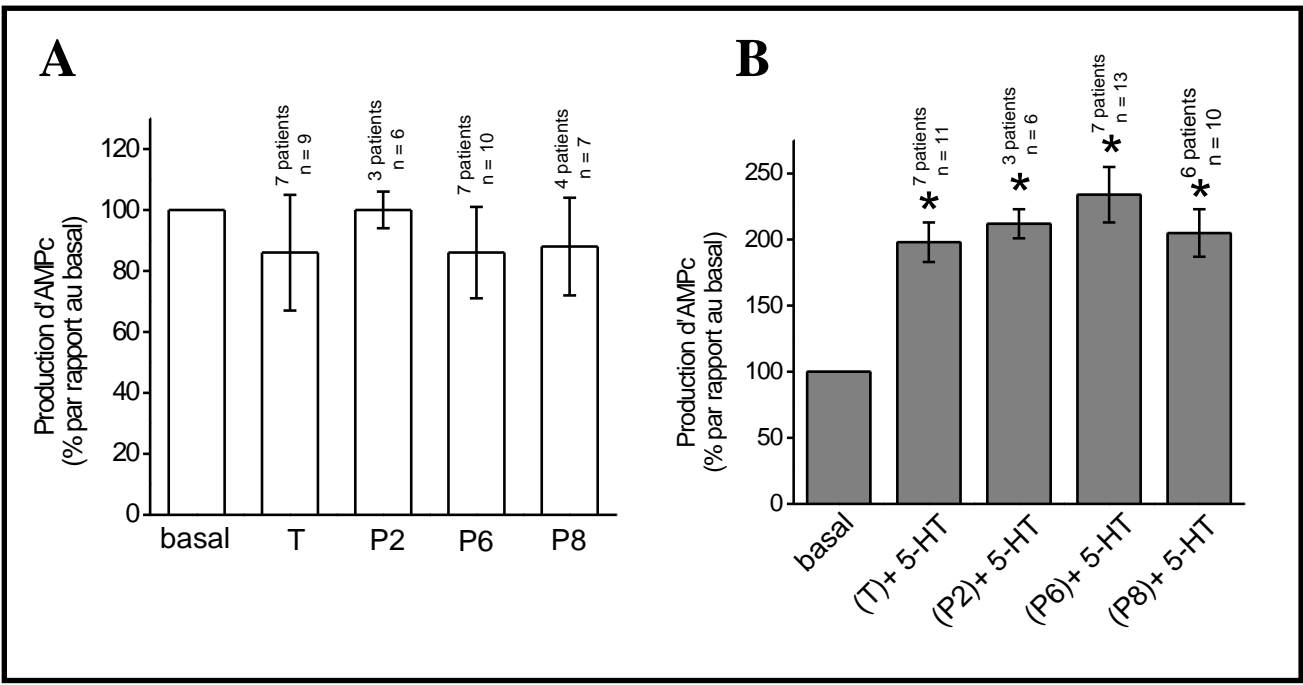 A
Production d'AMPc
(% par rapport au basal)
120
100
80
60
40
20
0
7 patients
n = 9
3 patients
n = 6
7 patients
n = 10
4 patients
n = 7
basal
T
P2
P6
P8
B
Production d'AMPc
(% par rapport au basal)
250
200
150
100
50
0
7 patients
n = 11
*
3 patients
n = 6
*
7 patients
n = 13
*
6 patients
n = 10
*
basal
(T)+ 5-HT
(P2)+ 5-HT
(P6)+ 5-HT
(P8)+ 5-HT